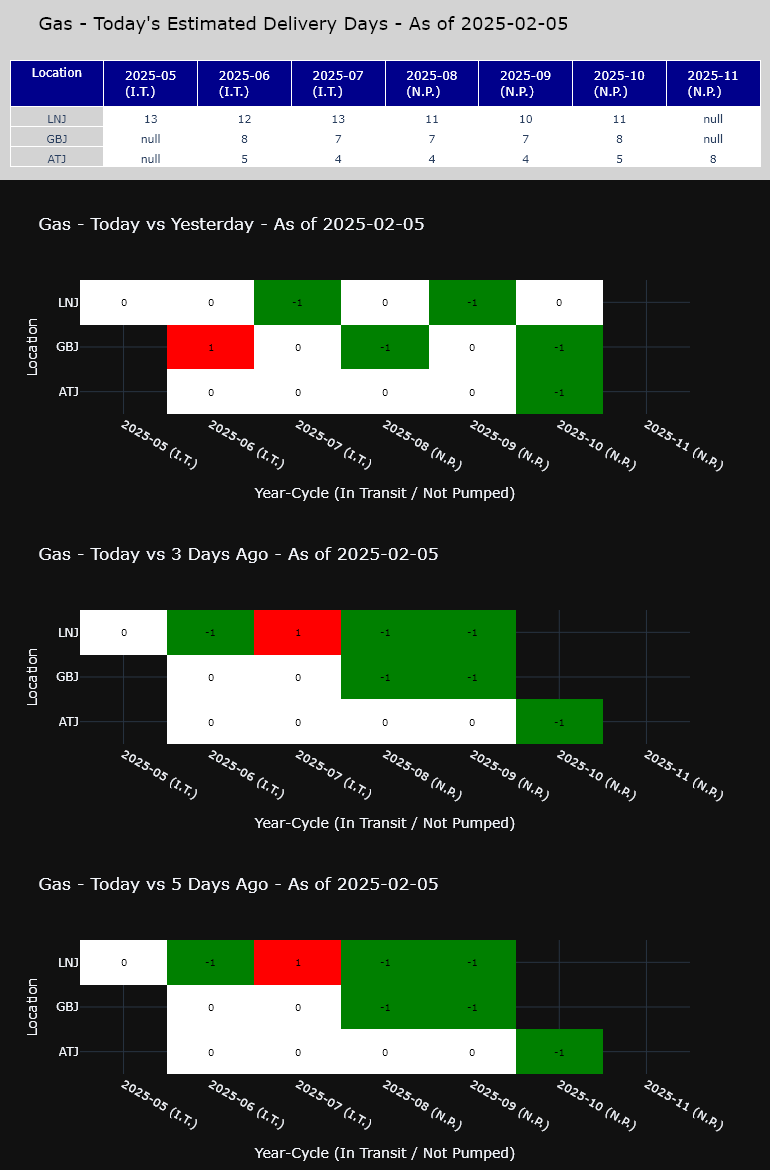 Gas - Today's Estimated Delivery Days - As of 2025-02-05
Location 2025-05 (I.T.) 2025-06 (I.T.) 2025-07 (I.T.) 2025-08 (N.P.) 2025-09 (N.P.) 2025-10 (N.P.) 2025-11 (N.P.)
LNJ 13 12 13 11 10 11 null
GBJ null 8 7 7 7 8 null
ATJ null 5 4 4 4 5 8
Gas - Today vs Yesterday - As of 2025-02-05
Location
LNJ 0 0 -1 0 -1 0
GBJ 1 0 -1 0 -1
ATJ 0 0 0 0 -1
2025-05 (I.T.) 2025-06 (I.T.) 2025-07 (I.T.) 2025-08 (N.P.) 2025-09 (N.P.) 2025-10 (N.P.) 2025-11 (N.P.)
Year-Cycle (In Transit / Not Pumped)
Gas - Today vs 3 Days Ago - As of 2025-02-05
Location
LNJ 0 -1 1 -1 -1
GBJ 0 0 -1 -1
ATJ 0 0 0 0 -1
2025-05 (I.T.) 2025-06 (I.T.) 2025-07 (I.T.) 2025-08 (N.P.) 2025-09 (N.P.) 2025-10 (N.P.) 2025-11 (N.P.)
Year-Cycle (In Transit / Not Pumped)
Gas - Today vs 5 Days Ago - As of 2025-02-05
Location
LNJ 0 -1 1 -1 -1
GBJ 0 0 -1 -1
ATJ 0 0 0 0 -1
2025-05 (I.T.) 2025-06 (I.T.) 2025-07 (I.T.) 2025-08 (N.P.) 2025-09 (N.P.) 2025-10 (N.P.) 2025-11 (N.P.)
Year-Cycle (In Transit / Not Pumped)